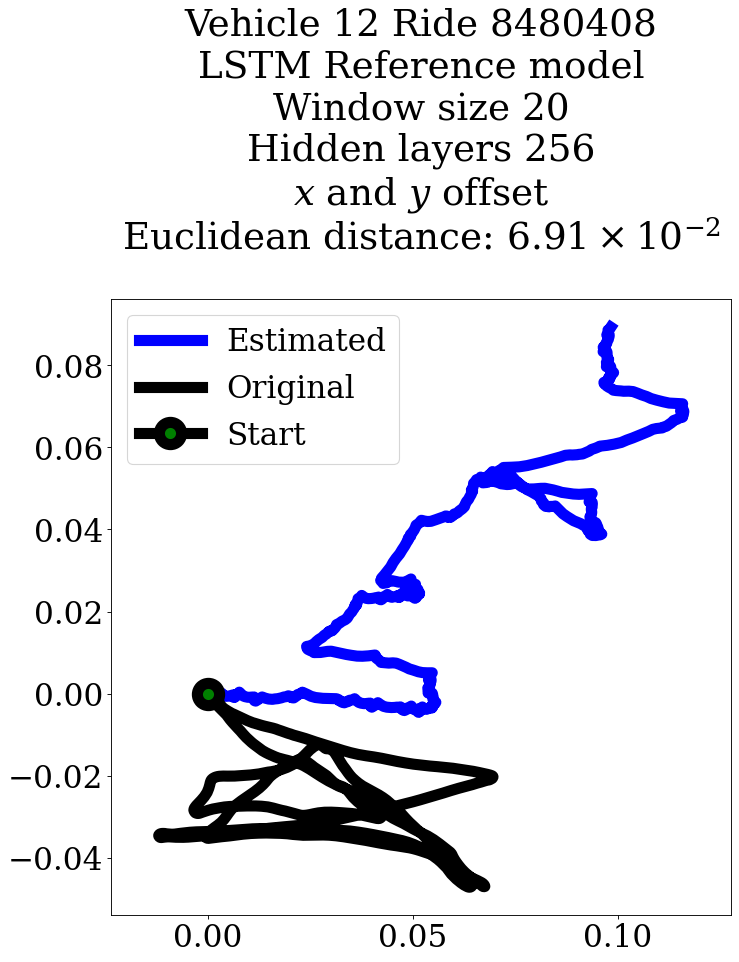 Vehicle 12 Ride 8480408
LSTM Reference model
Window size 20
Hidden layers 256
x and y offset
Euclidean distance: 6.91 × 10⁻²
Estimated
Original
Start
0.08
0.06
0.04
0.02
0.00
−0.02
−0.04
0.00 0.05 0.10